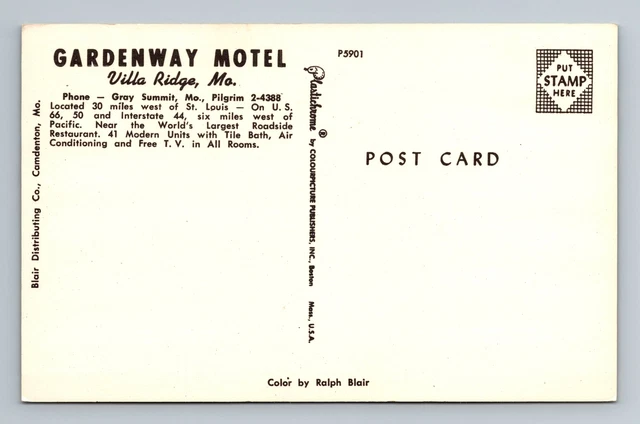 GARDENWAY MOTEL
Villa Ridge, Mo.
Phone — Gray Summit, Mo., Pilgrim 2-4388
Located 30 miles west of St. Louis — On U.S.
66, 50 and Interstate 44, six miles west of
Pacific. Near the World's Largest Roadside
Restaurant. 41 Modern Units with Tile Bath, Air
Conditioning and Free T. V. in All Rooms.
Blair Distributing Co., Camdenton, Mo.
Plastichrome ® by COLOURPICTURE PUBLISHERS, INC., Boston Mass., U.S.A.
P5901
PUT
STAMP
HERE
POST CARD
Color by Ralph Blair